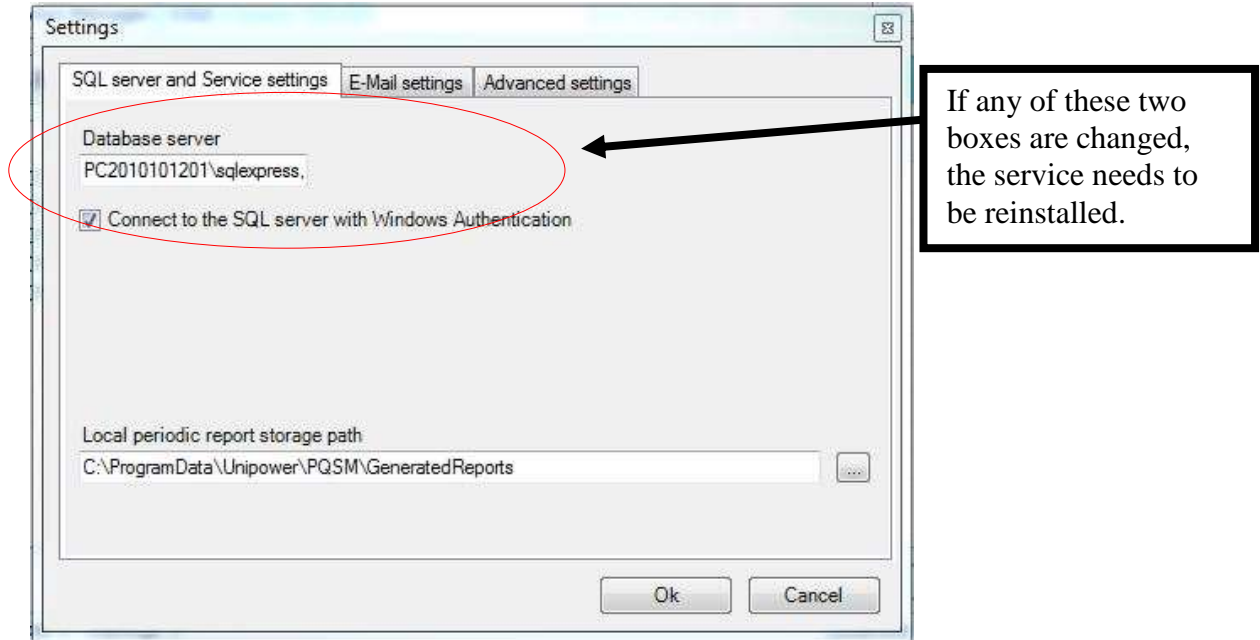 Settings
SQL server and Service settings
E-Mail settings
Advanced settings
Database server
PC2010101201\sqlexpress,
Connect to the SQL server with Windows Authentication
Local periodic report storage path
C:\ProgramData\Unipower\PQSM\GeneratedReports
...
Ok
Cancel
If any of these two
boxes are changed,
the service needs to
be reinstalled.